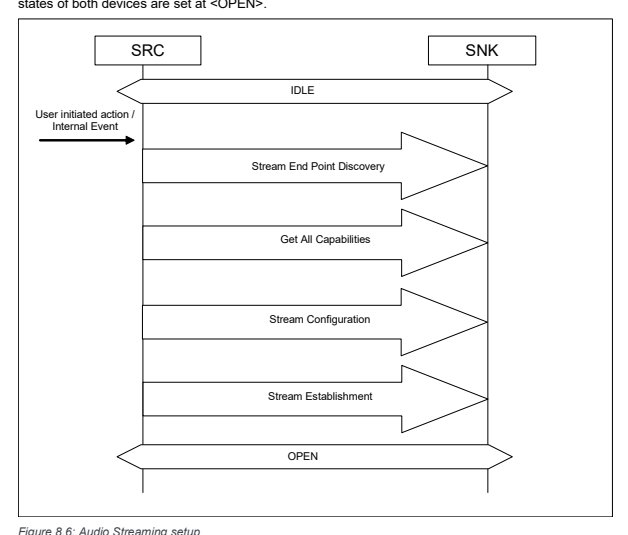 states of both devices are set at <OPEN>.
SRC
SNK
IDLE
User initiated action /
Internal Event
Stream End Point Discovery
Get All Capabilities
Stream Configuration
Stream Establishment
OPEN
Figure 8.6: Audio Streaming setup